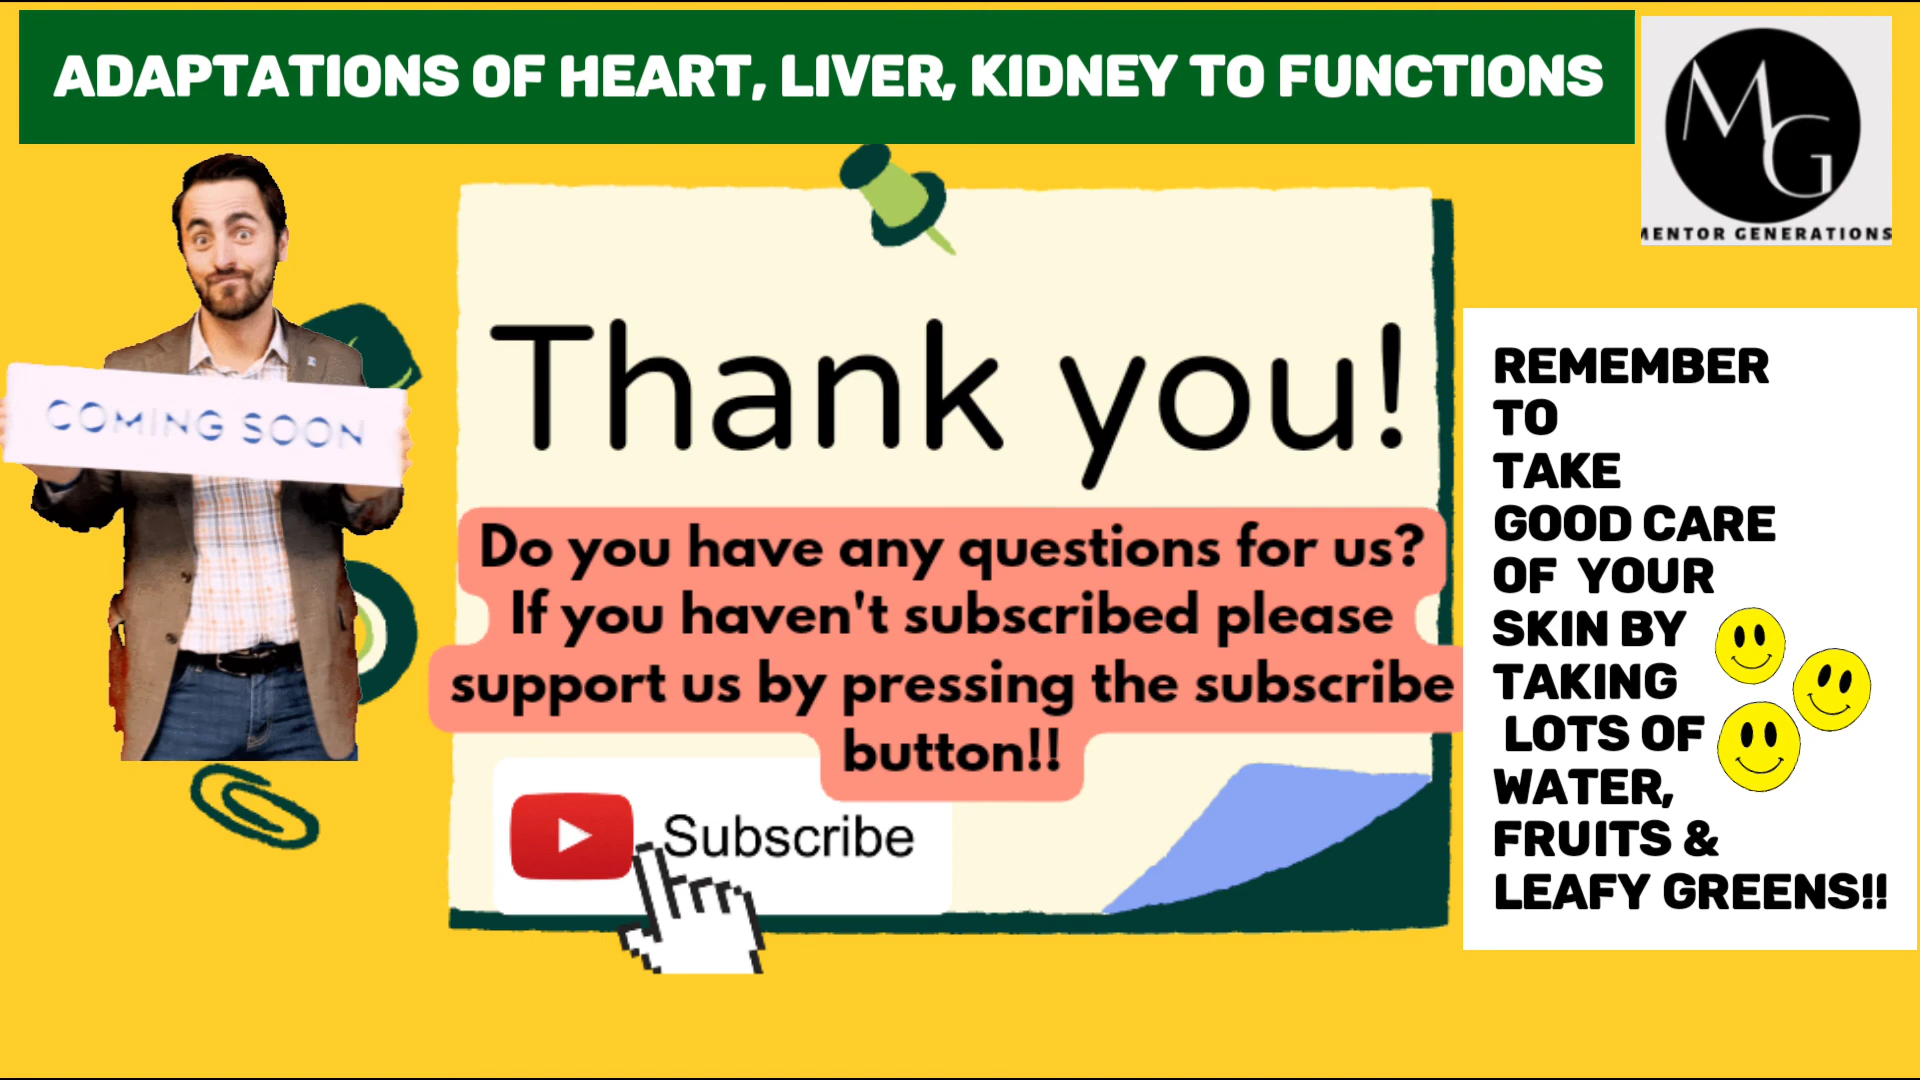 ADAPTATIONS OF HEART, LIVER, KIDNEY TO FUNCTIONS
MG
MENTOR GENERATIONS
COMING SOON
Thank you!
Do you have any questions for us?
If you haven't subscribed please
support us by pressing the subscribe
button!!
Subscribe
REMEMBER
TO
TAKE
GOOD CARE
OF YOUR
SKIN BY
TAKING
LOTS OF
WATER,
FRUITS &
LEAFY GREENS!!